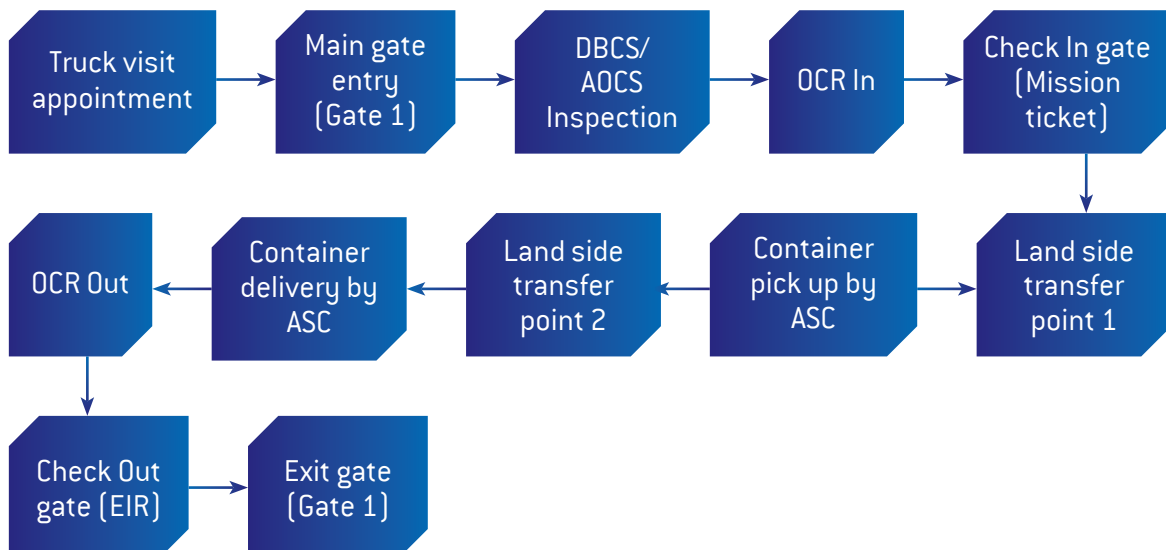 Truck visit
appointment
Main gate
entry
(Gate 1)
DBCS/
AOCS
Inspection
OCR In
Check In gate
(Mission
ticket)
Land side
transfer
point 1
Container
pick up by
ASC
Land side
transfer
point 2
Container
delivery by
ASC
OCR Out
Check Out
gate (EIR)
Exit gate
(Gate 1)